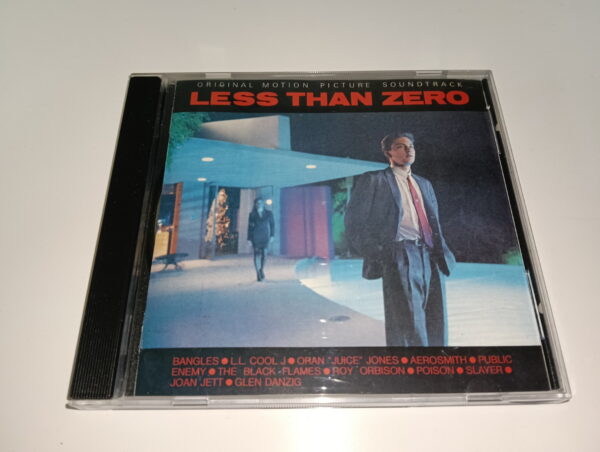 ORIGINAL MOTION PICTURE SOUNDTRACK
LESS THAN ZERO
BANGLES ● L.L. COOL J ● ORAN "JUICE" JONES ● AEROSMITH ● PUBLIC
ENEMY ● THE BLACK FLAMES ● ROY ORBISON ● POISON ● SLAYER ●
JOAN JETT ● GLEN DANZIG